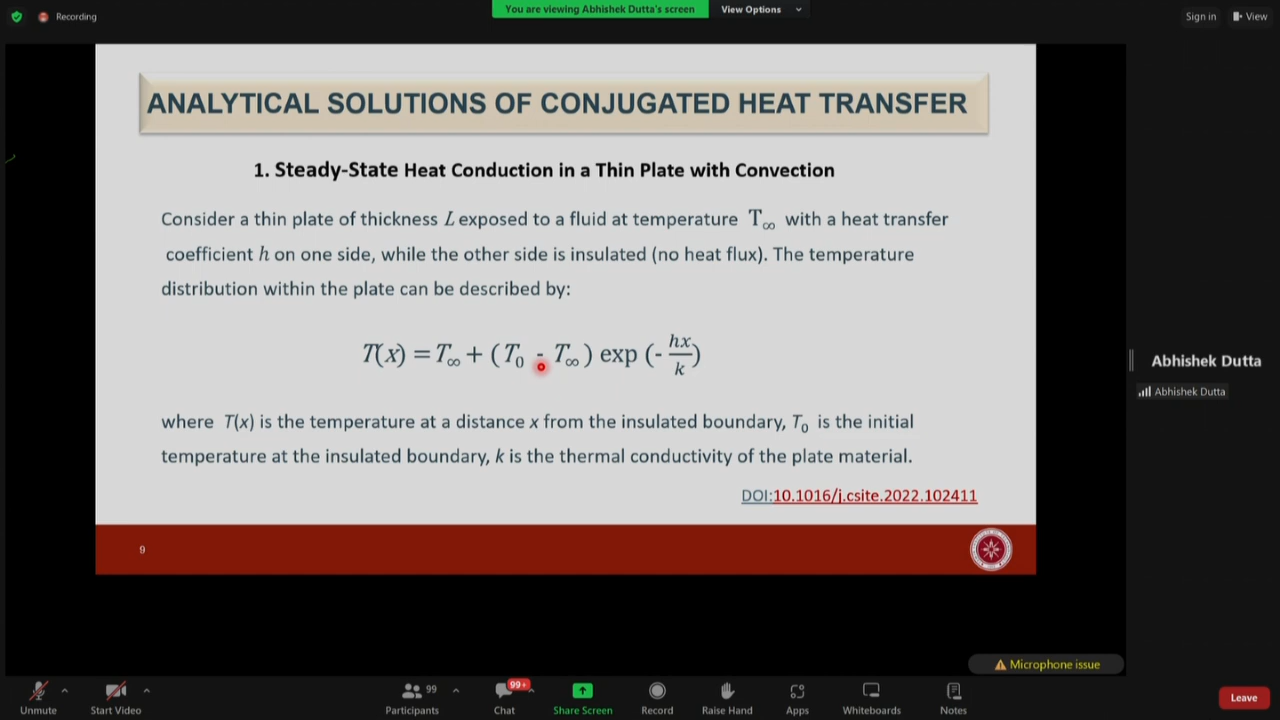 Recording
You are viewing Abhishek Dutta's screen
View Options
Sign in
View
ANALYTICAL SOLUTIONS OF CONJUGATED HEAT TRANSFER
1. Steady-State Heat Conduction in a Thin Plate with Convection
Consider a thin plate of thickness L exposed to a fluid at temperature T∞ with a heat transfer
coefficient h on one side, while the other side is insulated (no heat flux). The temperature
distribution within the plate can be described by:
T(x) = T∞ + (T₀ - T∞) exp (- hx/k)
where T(x) is the temperature at a distance x from the insulated boundary, T₀ is the initial
temperature at the insulated boundary, k is the thermal conductivity of the plate material.
DOI:10.1016/j.csite.2022.102411
9
Abhishek Dutta
Abhishek Dutta
Microphone issue
Unmute
Start Video
99
Participants
99+
Chat
Share Screen
Record
Raise Hand
Apps
Whiteboards
Notes
Leave